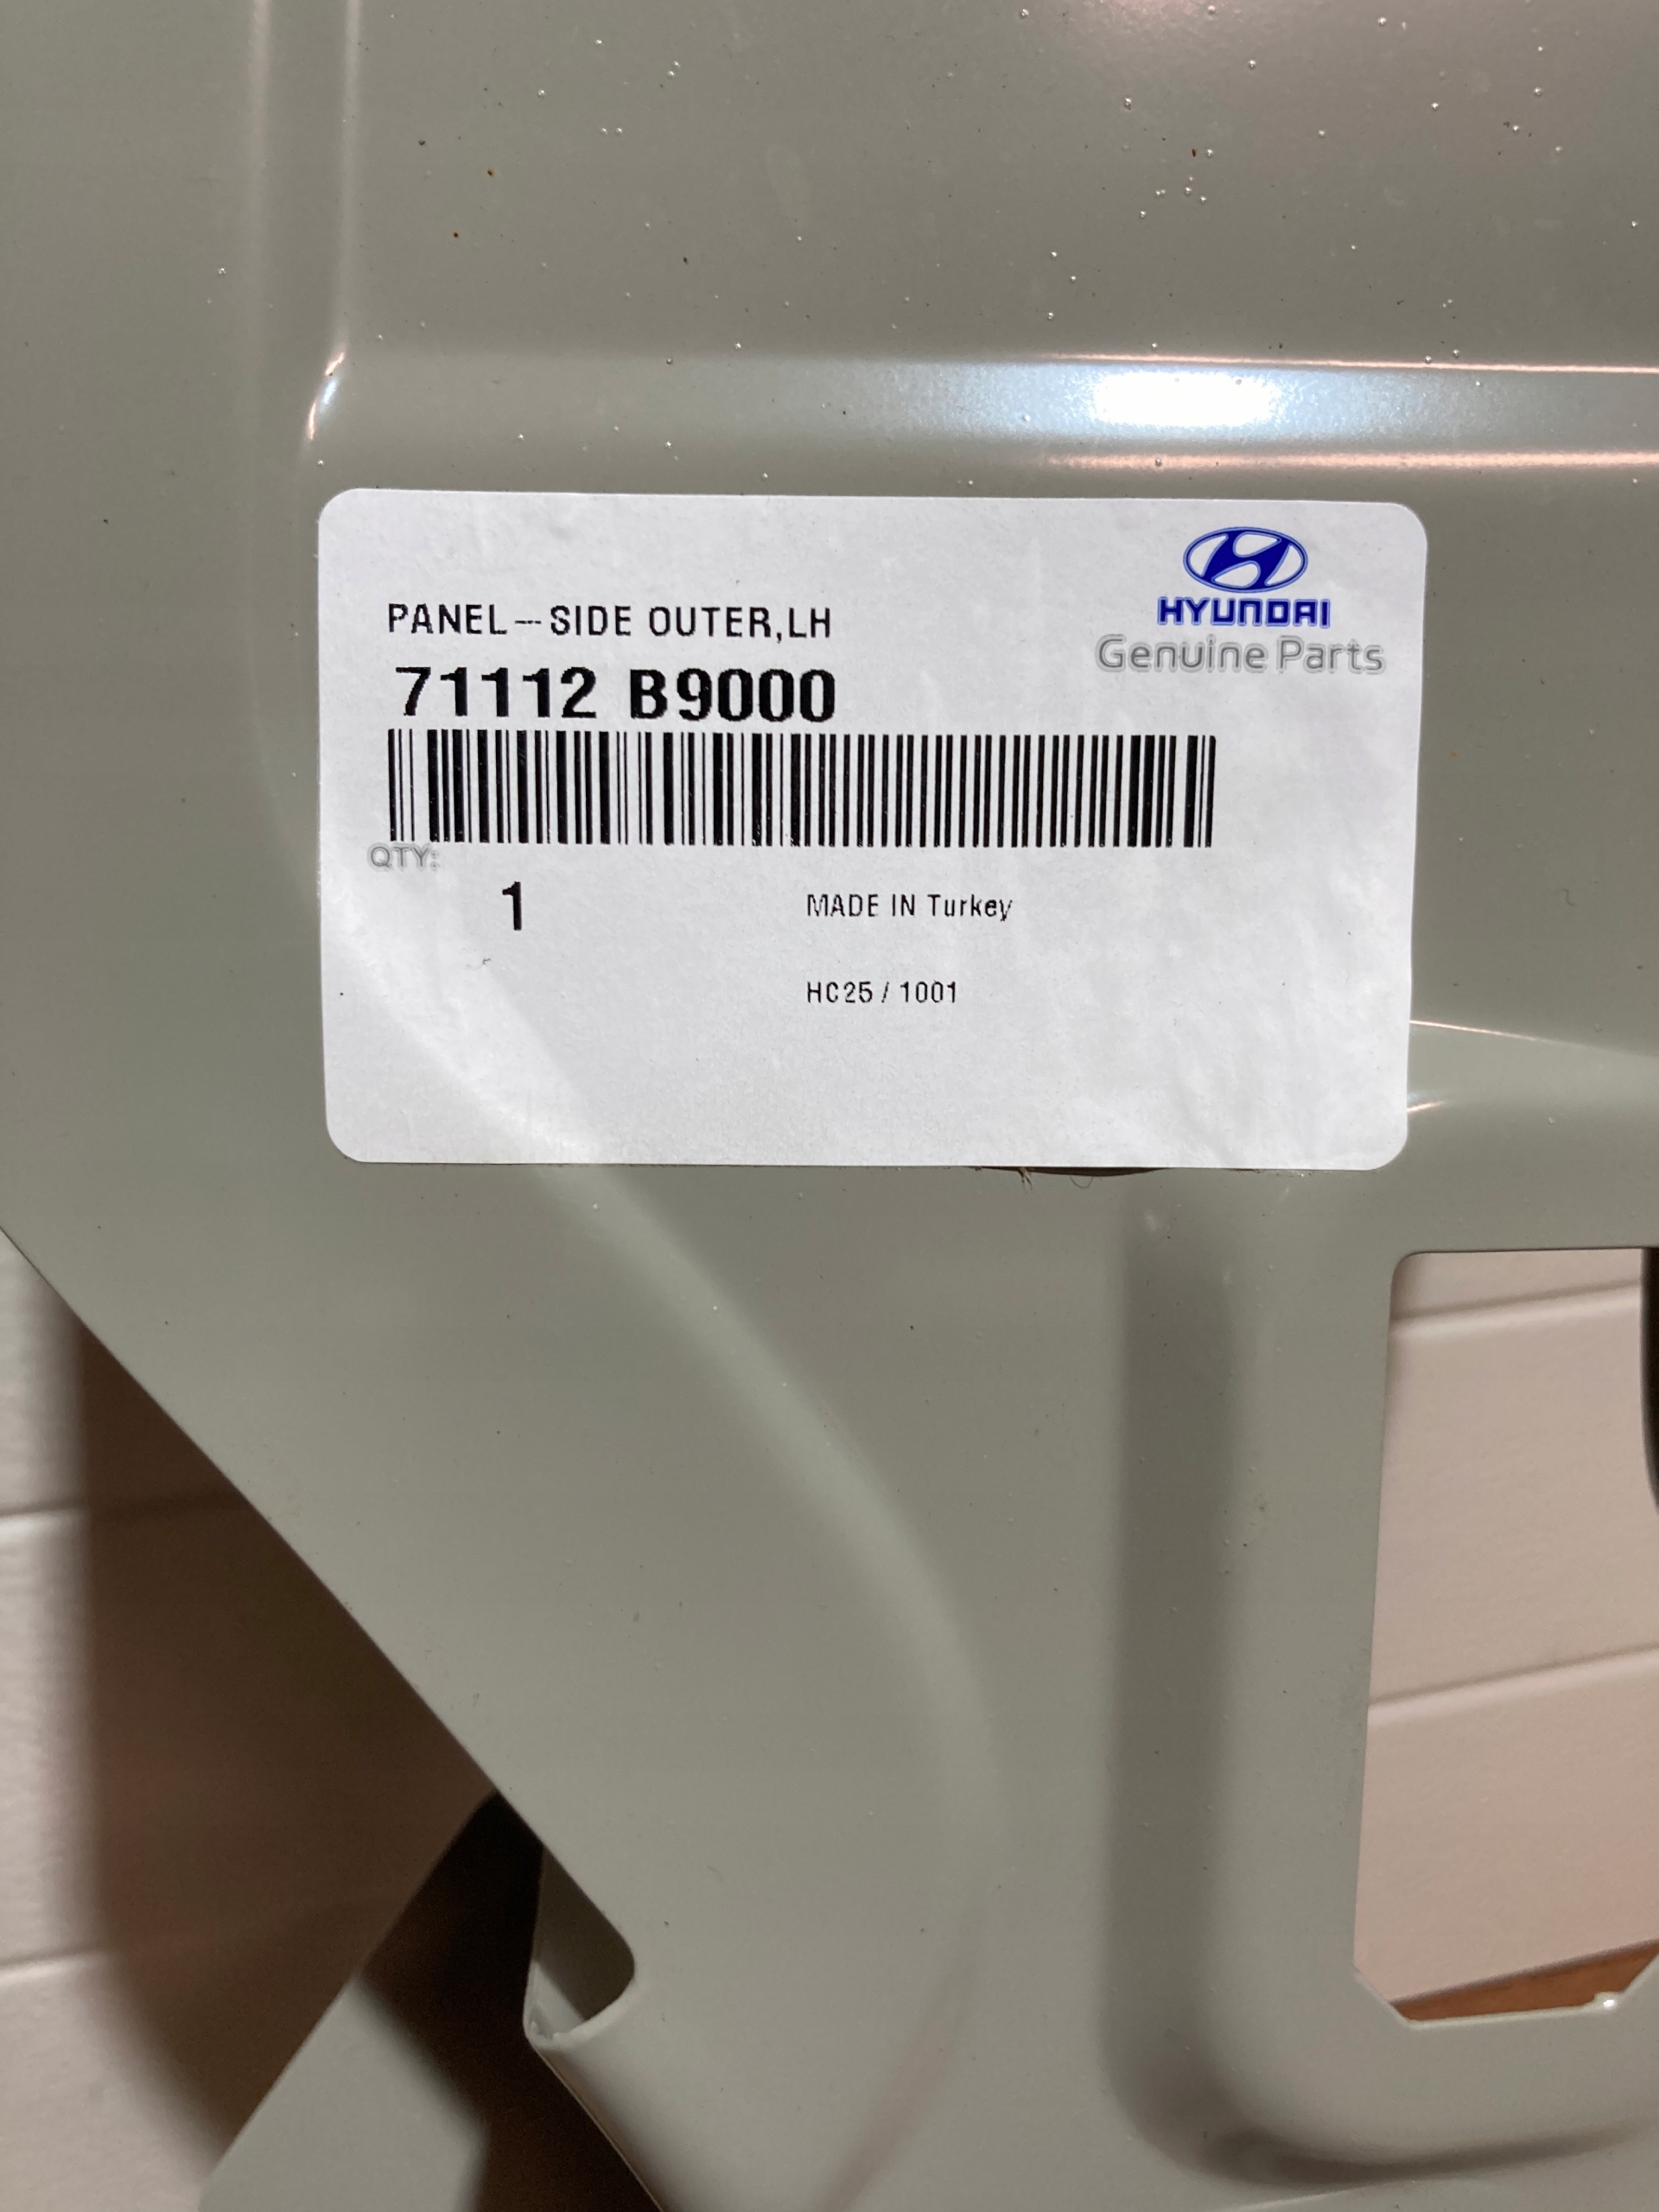 HYUNDAI
Genuine Parts
PANEL--SIDE OUTER,LH
71112 B9000
QTY:
1
MADE IN Turkey
HC25 / 1001